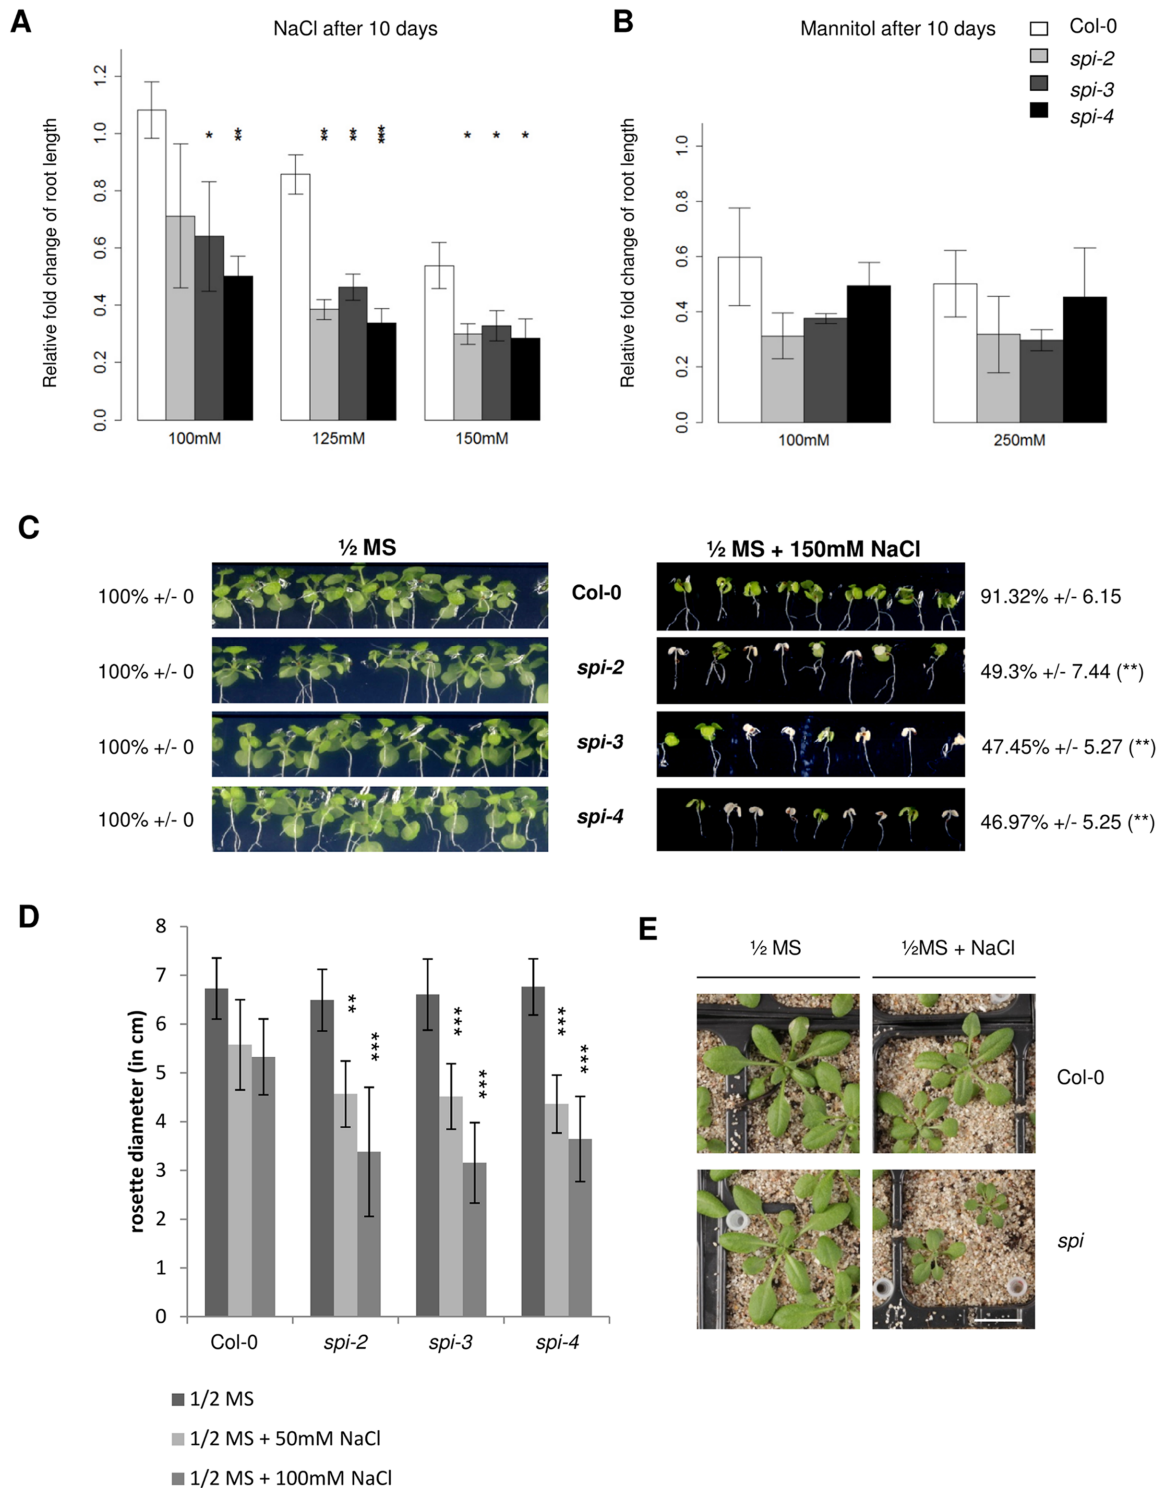 A
NaCl after 10 days
Relative fold change of root length
1.2
1.0
0.8
0.6
0.4
0.2
0.0
*
**
**
**
***
*
*
*
100mM
125mM
150mM
B
Mannitol after 10 days
Col-0
spi-2
spi-3
spi-4
Relative fold change of root length
1.0
0.8
0.6
0.4
0.2
0.0
100mM
250mM
C
½ MS
½ MS + 150mM NaCl
100% +/- 0
Col-0
91.32% +/- 6.15
100% +/- 0
spi-2
49.3% +/- 7.44 (**)
100% +/- 0
spi-3
47.45% +/- 5.27 (**)
100% +/- 0
spi-4
46.97% +/- 5.25 (**)
D
rosette diameter (in cm)
8
7
6
5
4
3
2
1
0
**
***
***
***
***
***
Col-0
spi-2
spi-3
spi-4
1/2 MS
1/2 MS + 50mM NaCl
1/2 MS + 100mM NaCl
E
½ MS
½MS + NaCl
Col-0
spi